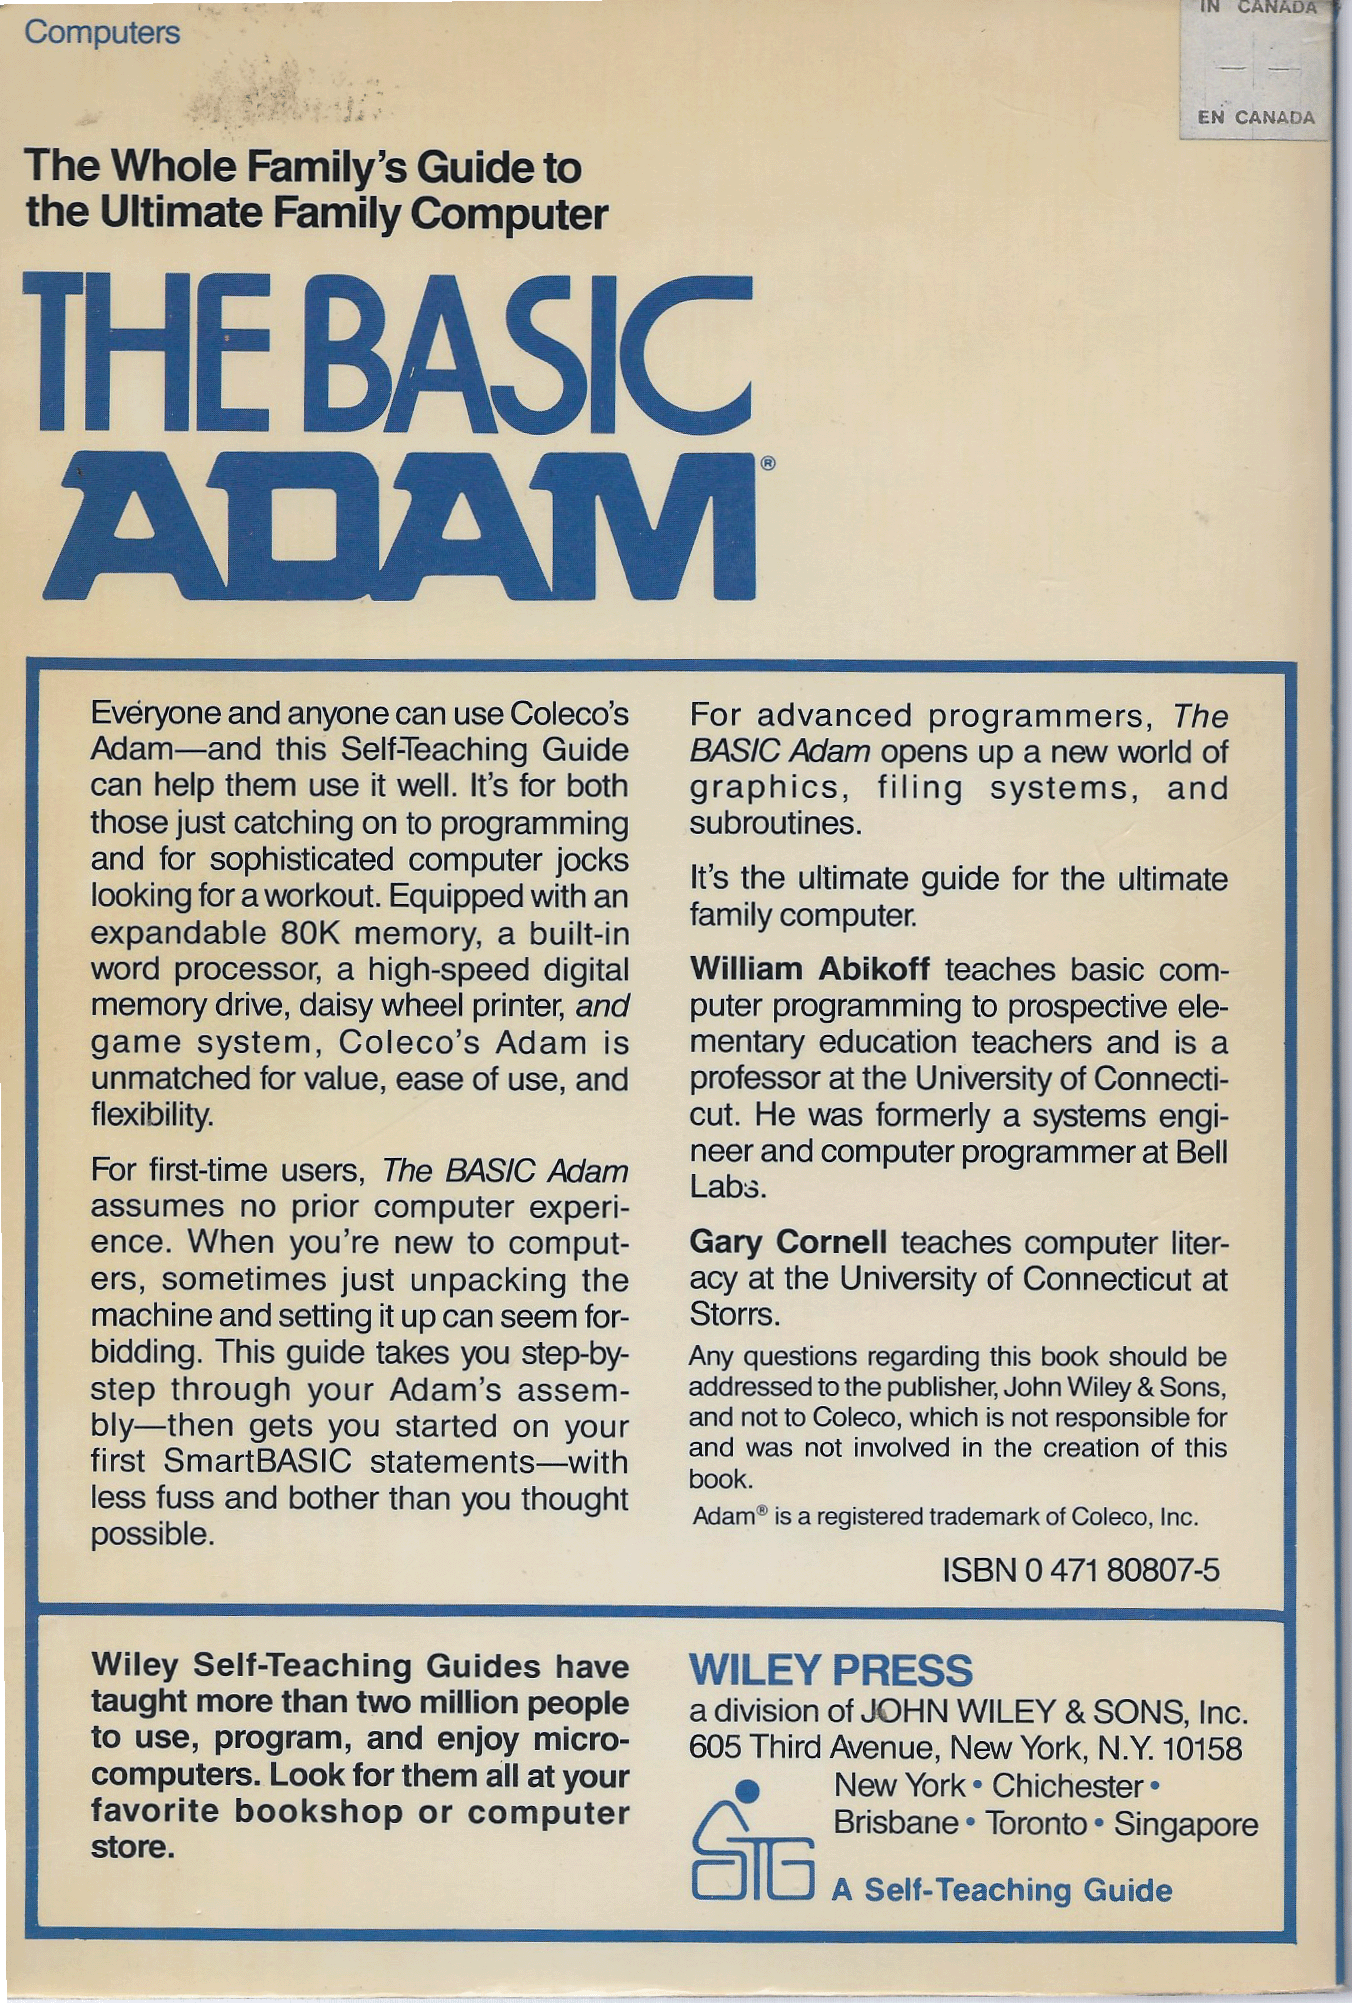 Computers
IN CANADA
EN CANADA
The Whole Family's Guide to
the Ultimate Family Computer
THE BASIC
ADAM®
Everyone and anyone can use Coleco's
Adam—and this Self-Teaching Guide
can help them use it well. It's for both
those just catching on to programming
and for sophisticated computer jocks
looking for a workout. Equipped with an
expandable 80K memory, a built-in
word processor, a high-speed digital
memory drive, daisy wheel printer, and
game system, Coleco's Adam is
unmatched for value, ease of use, and
flexibility.
For first-time users, The BASIC Adam
assumes no prior computer experi-
ence. When you're new to comput-
ers, sometimes just unpacking the
machine and setting it up can seem for-
bidding. This guide takes you step-by-
step through your Adam's assem-
bly—then gets you started on your
first SmartBASIC statements—with
less fuss and bother than you thought
possible.
For advanced programmers, The
BASIC Adam opens up a new world of
graphics, filing systems, and
subroutines.
It's the ultimate guide for the ultimate
family computer.
William Abikoff teaches basic com-
puter programming to prospective ele-
mentary education teachers and is a
professor at the University of Connecti-
cut. He was formerly a systems engi-
neer and computer programmer at Bell
Labs.
Gary Cornell teaches computer liter-
acy at the University of Connecticut at
Storrs.
Any questions regarding this book should be
addressed to the publisher, John Wiley & Sons,
and not to Coleco, which is not responsible for
and was not involved in the creation of this
book.
Adam® is a registered trademark of Coleco, Inc.
ISBN 0 471 80807-5
Wiley Self-Teaching Guides have
taught more than two million people
to use, program, and enjoy micro-
computers. Look for them all at your
favorite bookshop or computer
store.
WILEY PRESS
a division of JOHN WILEY & SONS, Inc.
605 Third Avenue, New York, N.Y. 10158
New York • Chichester •
Brisbane • Toronto • Singapore
STG
A Self-Teaching Guide